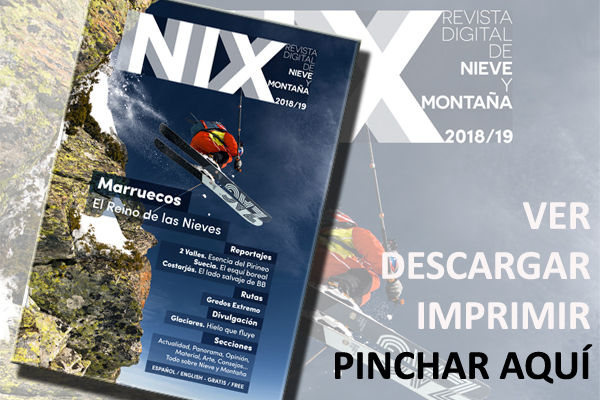 NIX
REVISTA
DIGITAL
DE
NIEVE
Y
MONTAÑA
2018/19
Marruecos
El Reino de las Nieves
Reportajes
2 Valles. Esencia del Pirineo
Suecia. El esquí boreal
Costarjás. El lado salvaje de BB
Rutas
Gredos Extremo
Divulgación
Glaciares. Hielo que fluye
Secciones
Actualidad, Panorama, Opinión,
Material, Arte, Consejos...
Todo sobre Nieve y Montaña
ESPAÑOL / ENGLISH - GRATIS / FREE
X
REVISTA
DIGITAL
DE
NIEVE
Y
MONTAÑA
2018/19
VER
DESCARGAR
IMPRIMIR
PINCHAR AQUÍ